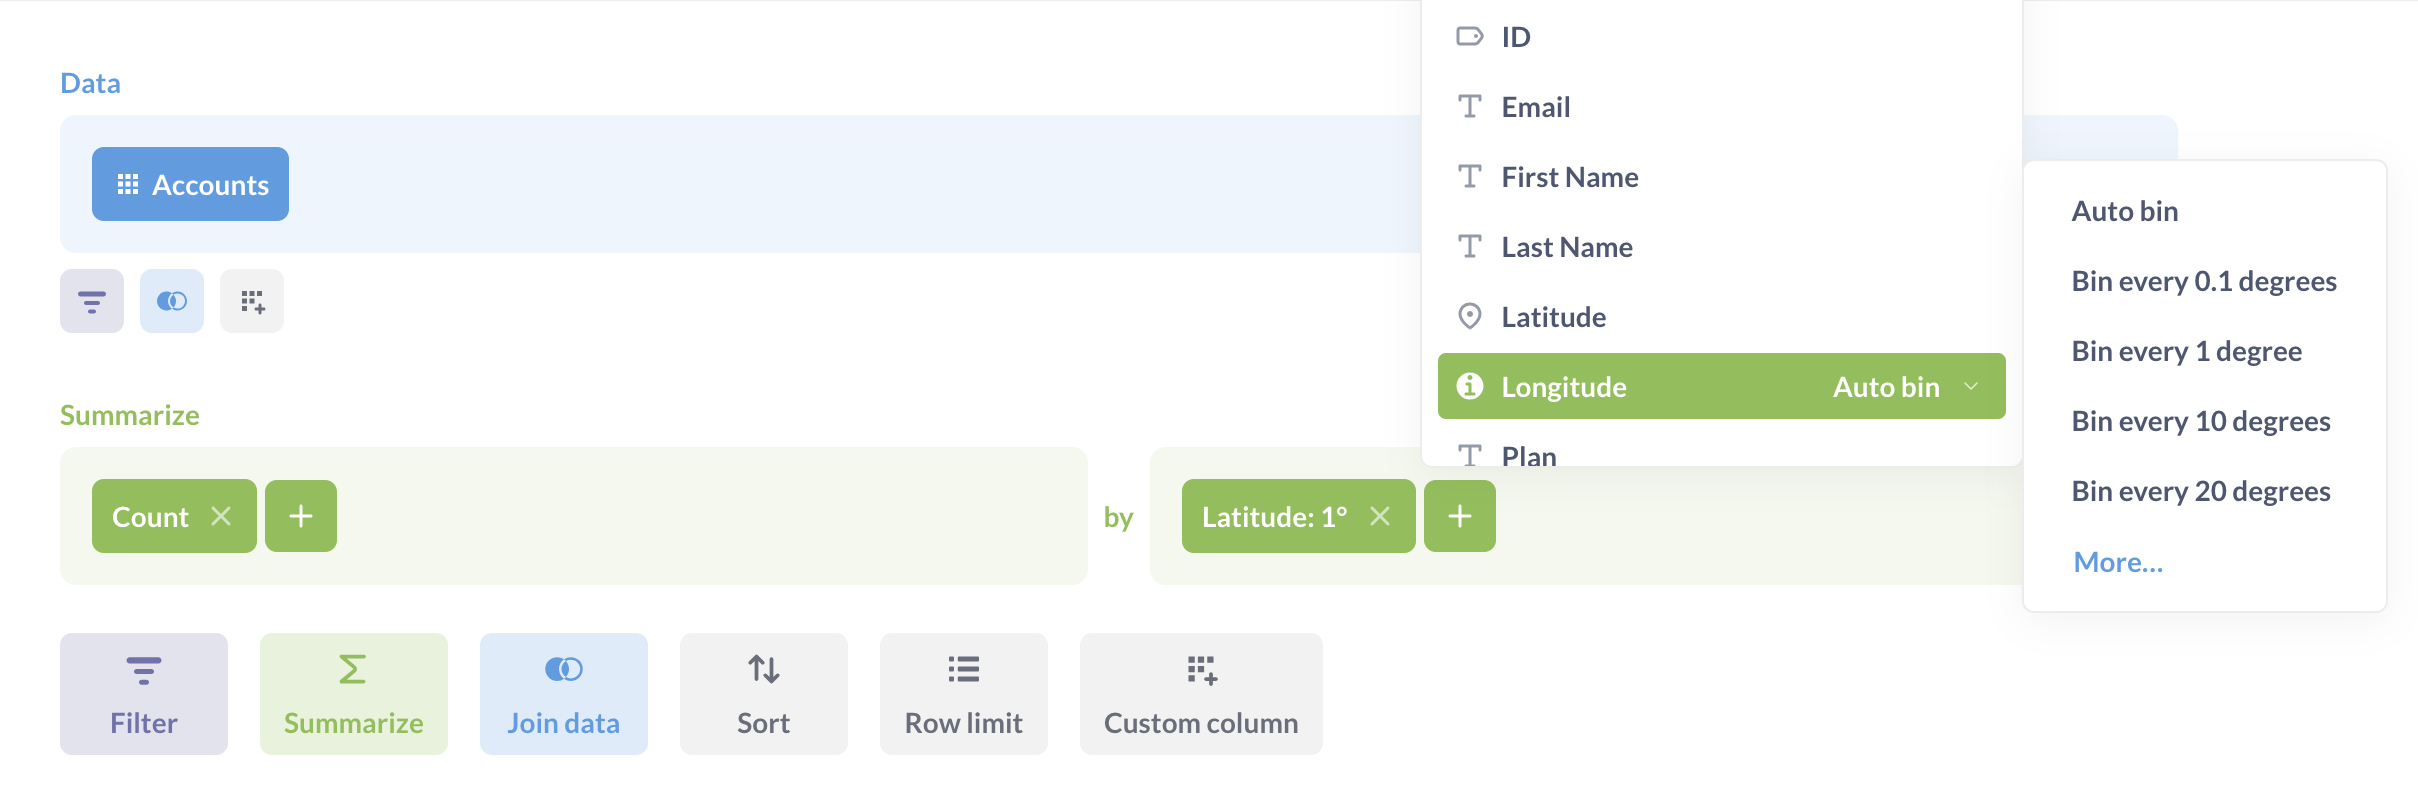 Data
Accounts
ID
Email
First Name
Last Name
Latitude
Longitude Auto bin
Plan
Auto bin
Bin every 0.1 degrees
Bin every 1 degree
Bin every 10 degrees
Bin every 20 degrees
More...
Summarize
Count
by
Latitude: 1°
Filter
Summarize
Join data
Sort
Row limit
Custom column